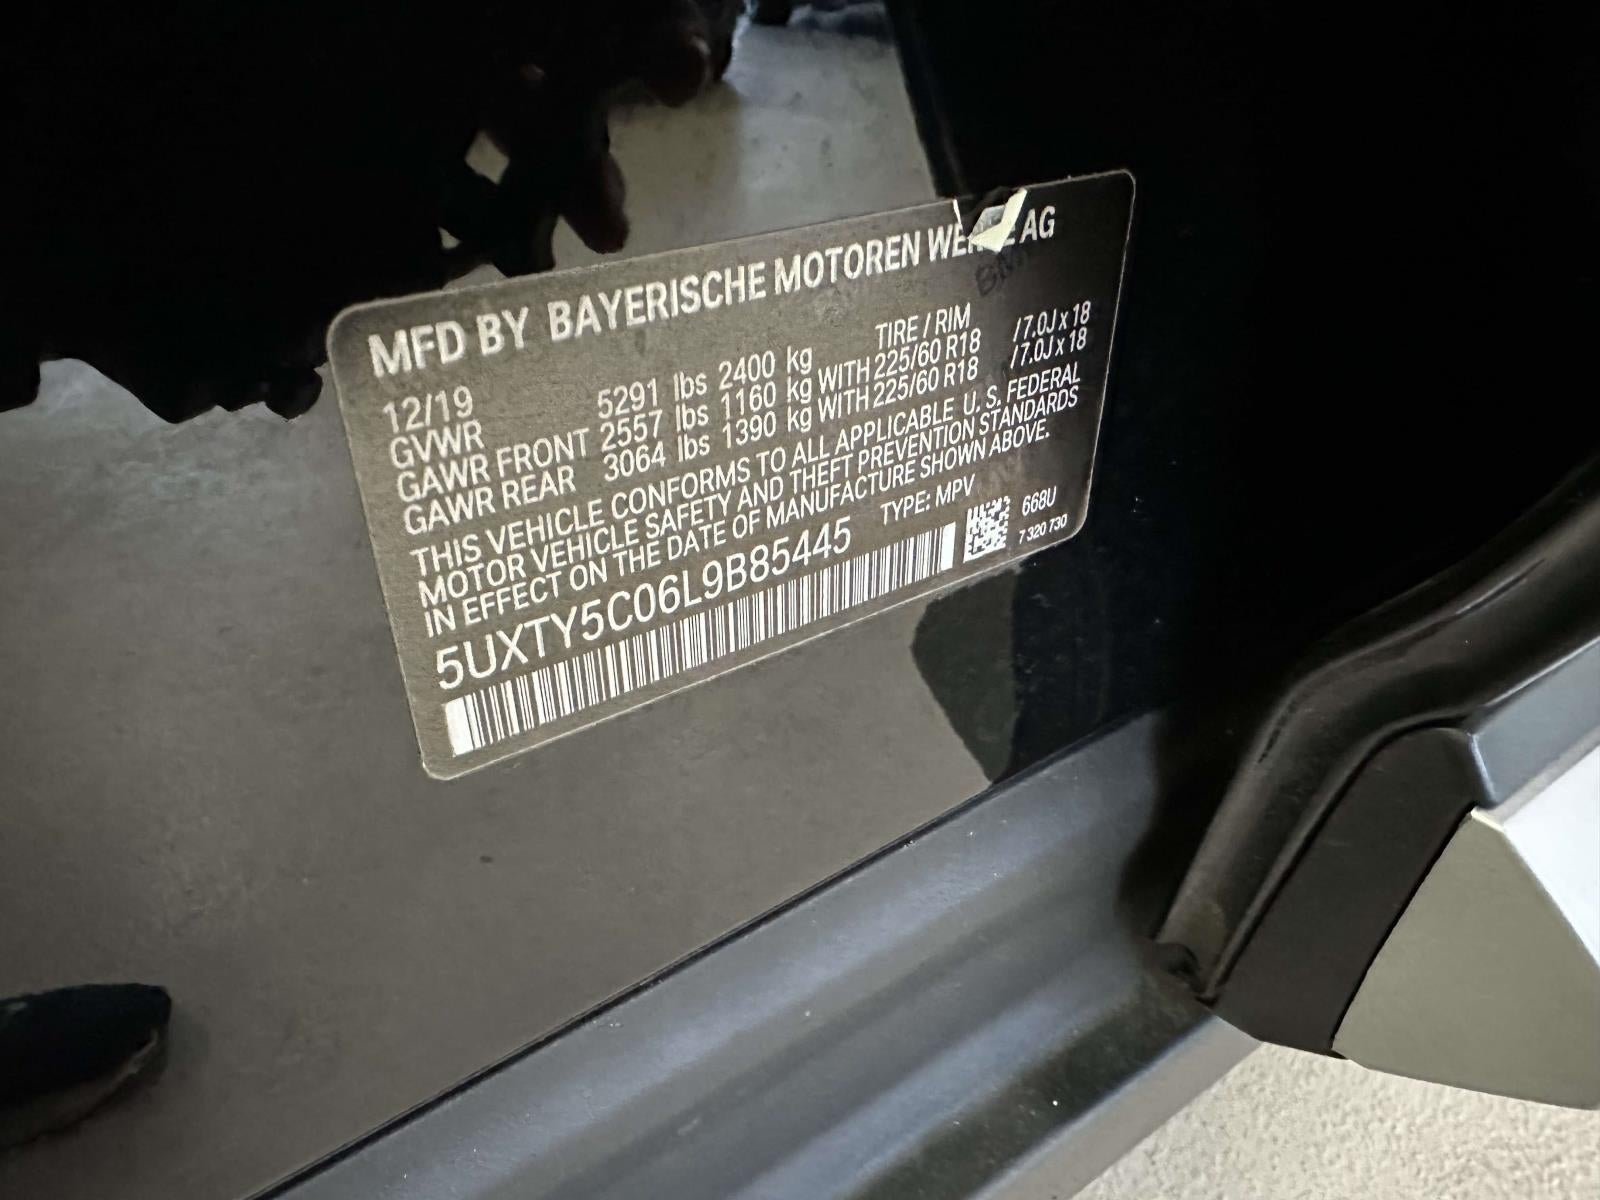 MFD BY BAYERISCHE MOTOREN AG
12/19 TIRE / RIM
GVWR 5291 lbs 2400 kg
GAWR FRONT 2557 lbs 1160 kg WITH 225/60 R18 / 7.0J x 18
GAWR REAR 3064 lbs 1390 kg WITH 225/60 R18 / 7.0J x 18
THIS VEHICLE CONFORMS TO ALL APPLICABLE U. S. FEDERAL
MOTOR VEHICLE SAFETY AND THEFT PREVENTION STANDARDS
IN EFFECT ON THE DATE OF MANUFACTURE SHOWN ABOVE.
5UXTY5C06L9B85445 TYPE: MPV
668U
7 320 730